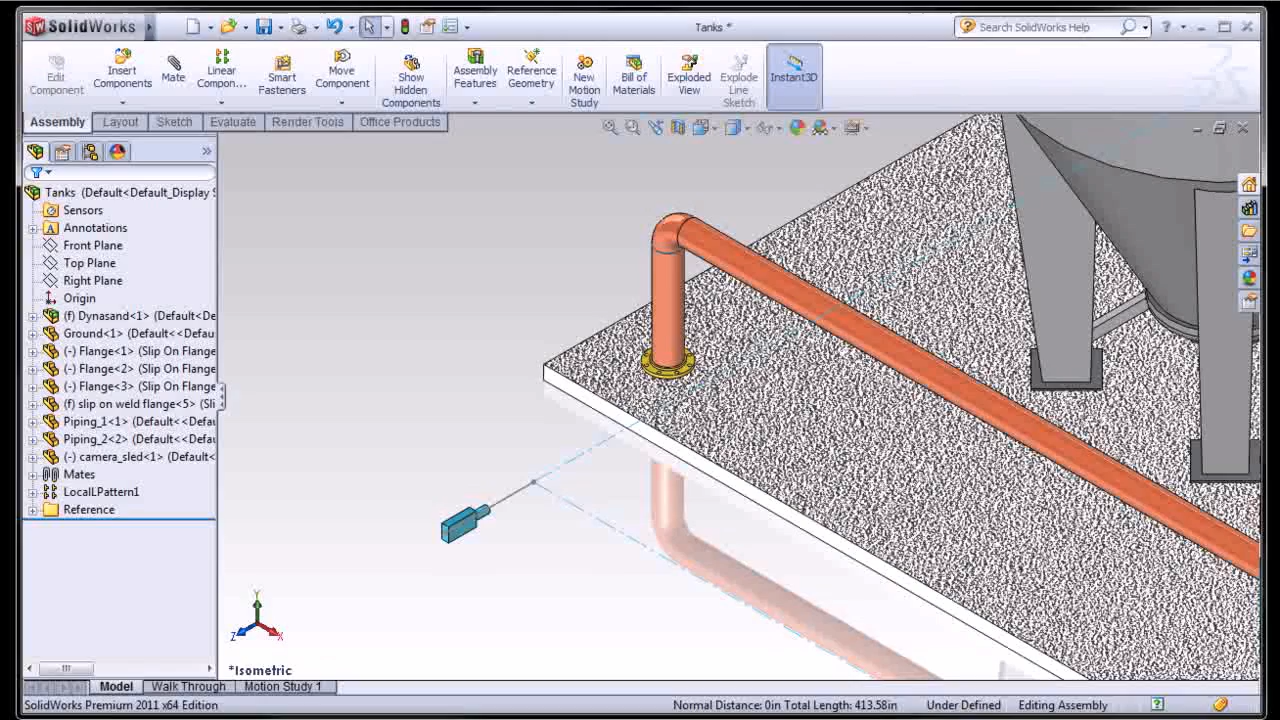 SolidWorks
Tanks *
Search SolidWorks Help
Edit Component
Insert Components
Mate
Linear Compon...
Smart Fasteners
Move Component
Show Hidden Components
Assembly Features
Reference Geometry
New Motion Study
Bill of Materials
Exploded View
Explode Line Sketch
Instant3D
Assembly
Layout
Sketch
Evaluate
Render Tools
Office Products
Tanks (Default<Default_Display S
Sensors
Annotations
Front Plane
Top Plane
Right Plane
Origin
(f) Dynasand<1> (Default<De
Ground<1> (Default<<Defau
(-) Flange<1> (Slip On Flange
(-) Flange<2> (Slip On Flange
(-) Flange<3> (Slip On Flange
(f) slip on weld flange<5> (Sli
Piping_1<1> (Default<<Defau
Piping_2<2> (Default<<Defau
(-) camera_sled<1> (Default<
Mates
LocalLPattern1
Reference
Y
Z
X
*Isometric
Model
Walk Through
Motion Study 1
SolidWorks Premium 2011 x64 Edition
Normal Distance: 0in Total Length: 413.58in
Under Defined
Editing Assembly